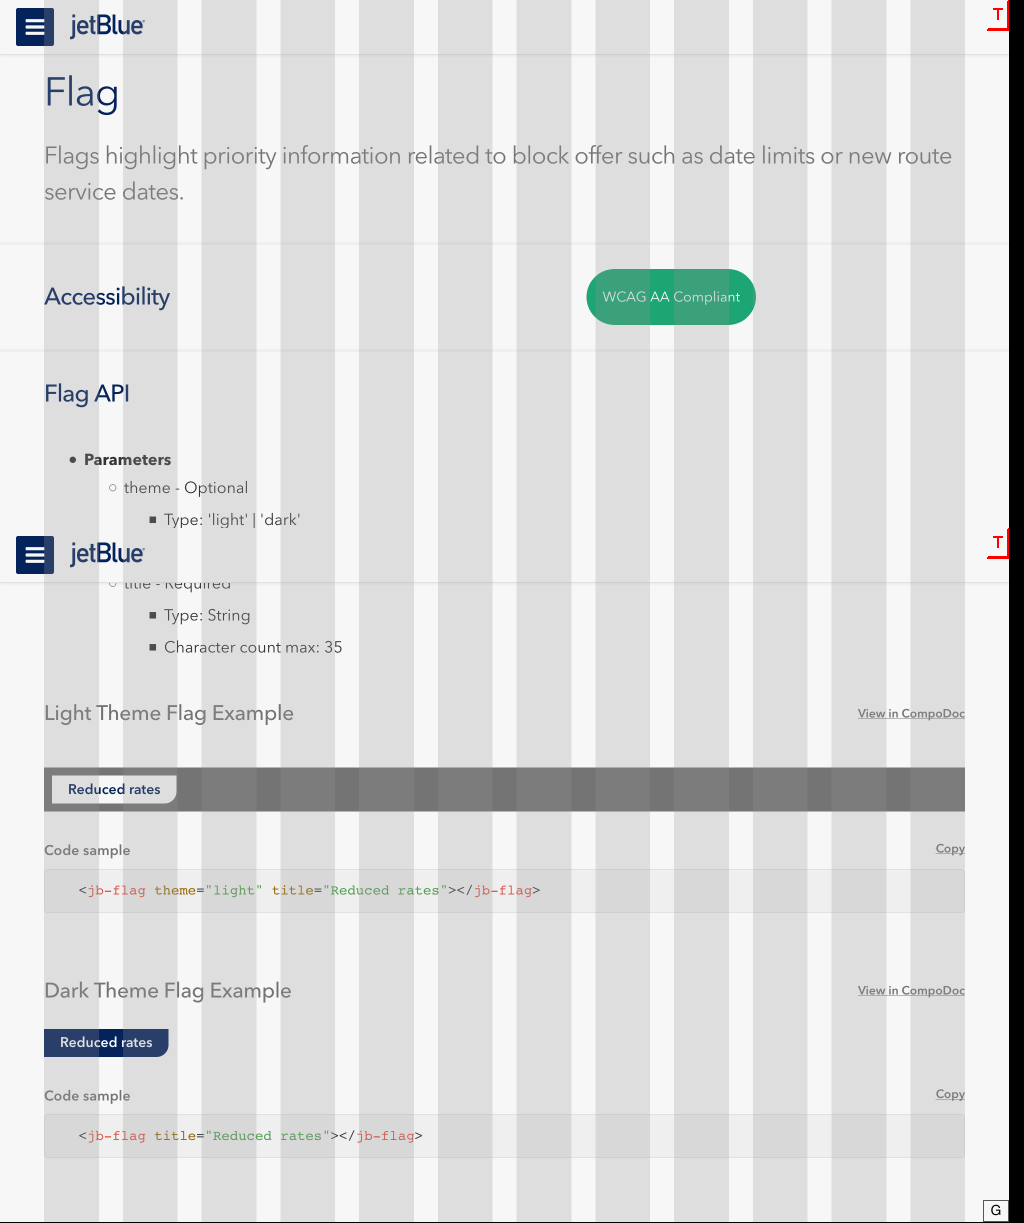 jetBlue
T
Flag
Flags highlight priority information related to block offer such as date limits or new route
service dates.
Accessibility
WCAG AA Compliant
Flag API
Parameters
theme - Optional
Type: 'light' | 'dark'
jetBlue
T
title - Required
Type: String
Character count max: 35
Light Theme Flag Example
View in CompoDoc
Reduced rates
Code sample
Copy
<jb-flag theme="light" title="Reduced rates"></jb-flag>
Dark Theme Flag Example
View in CompoDoc
Reduced rates
Code sample
Copy
<jb-flag title="Reduced rates"></jb-flag>
G